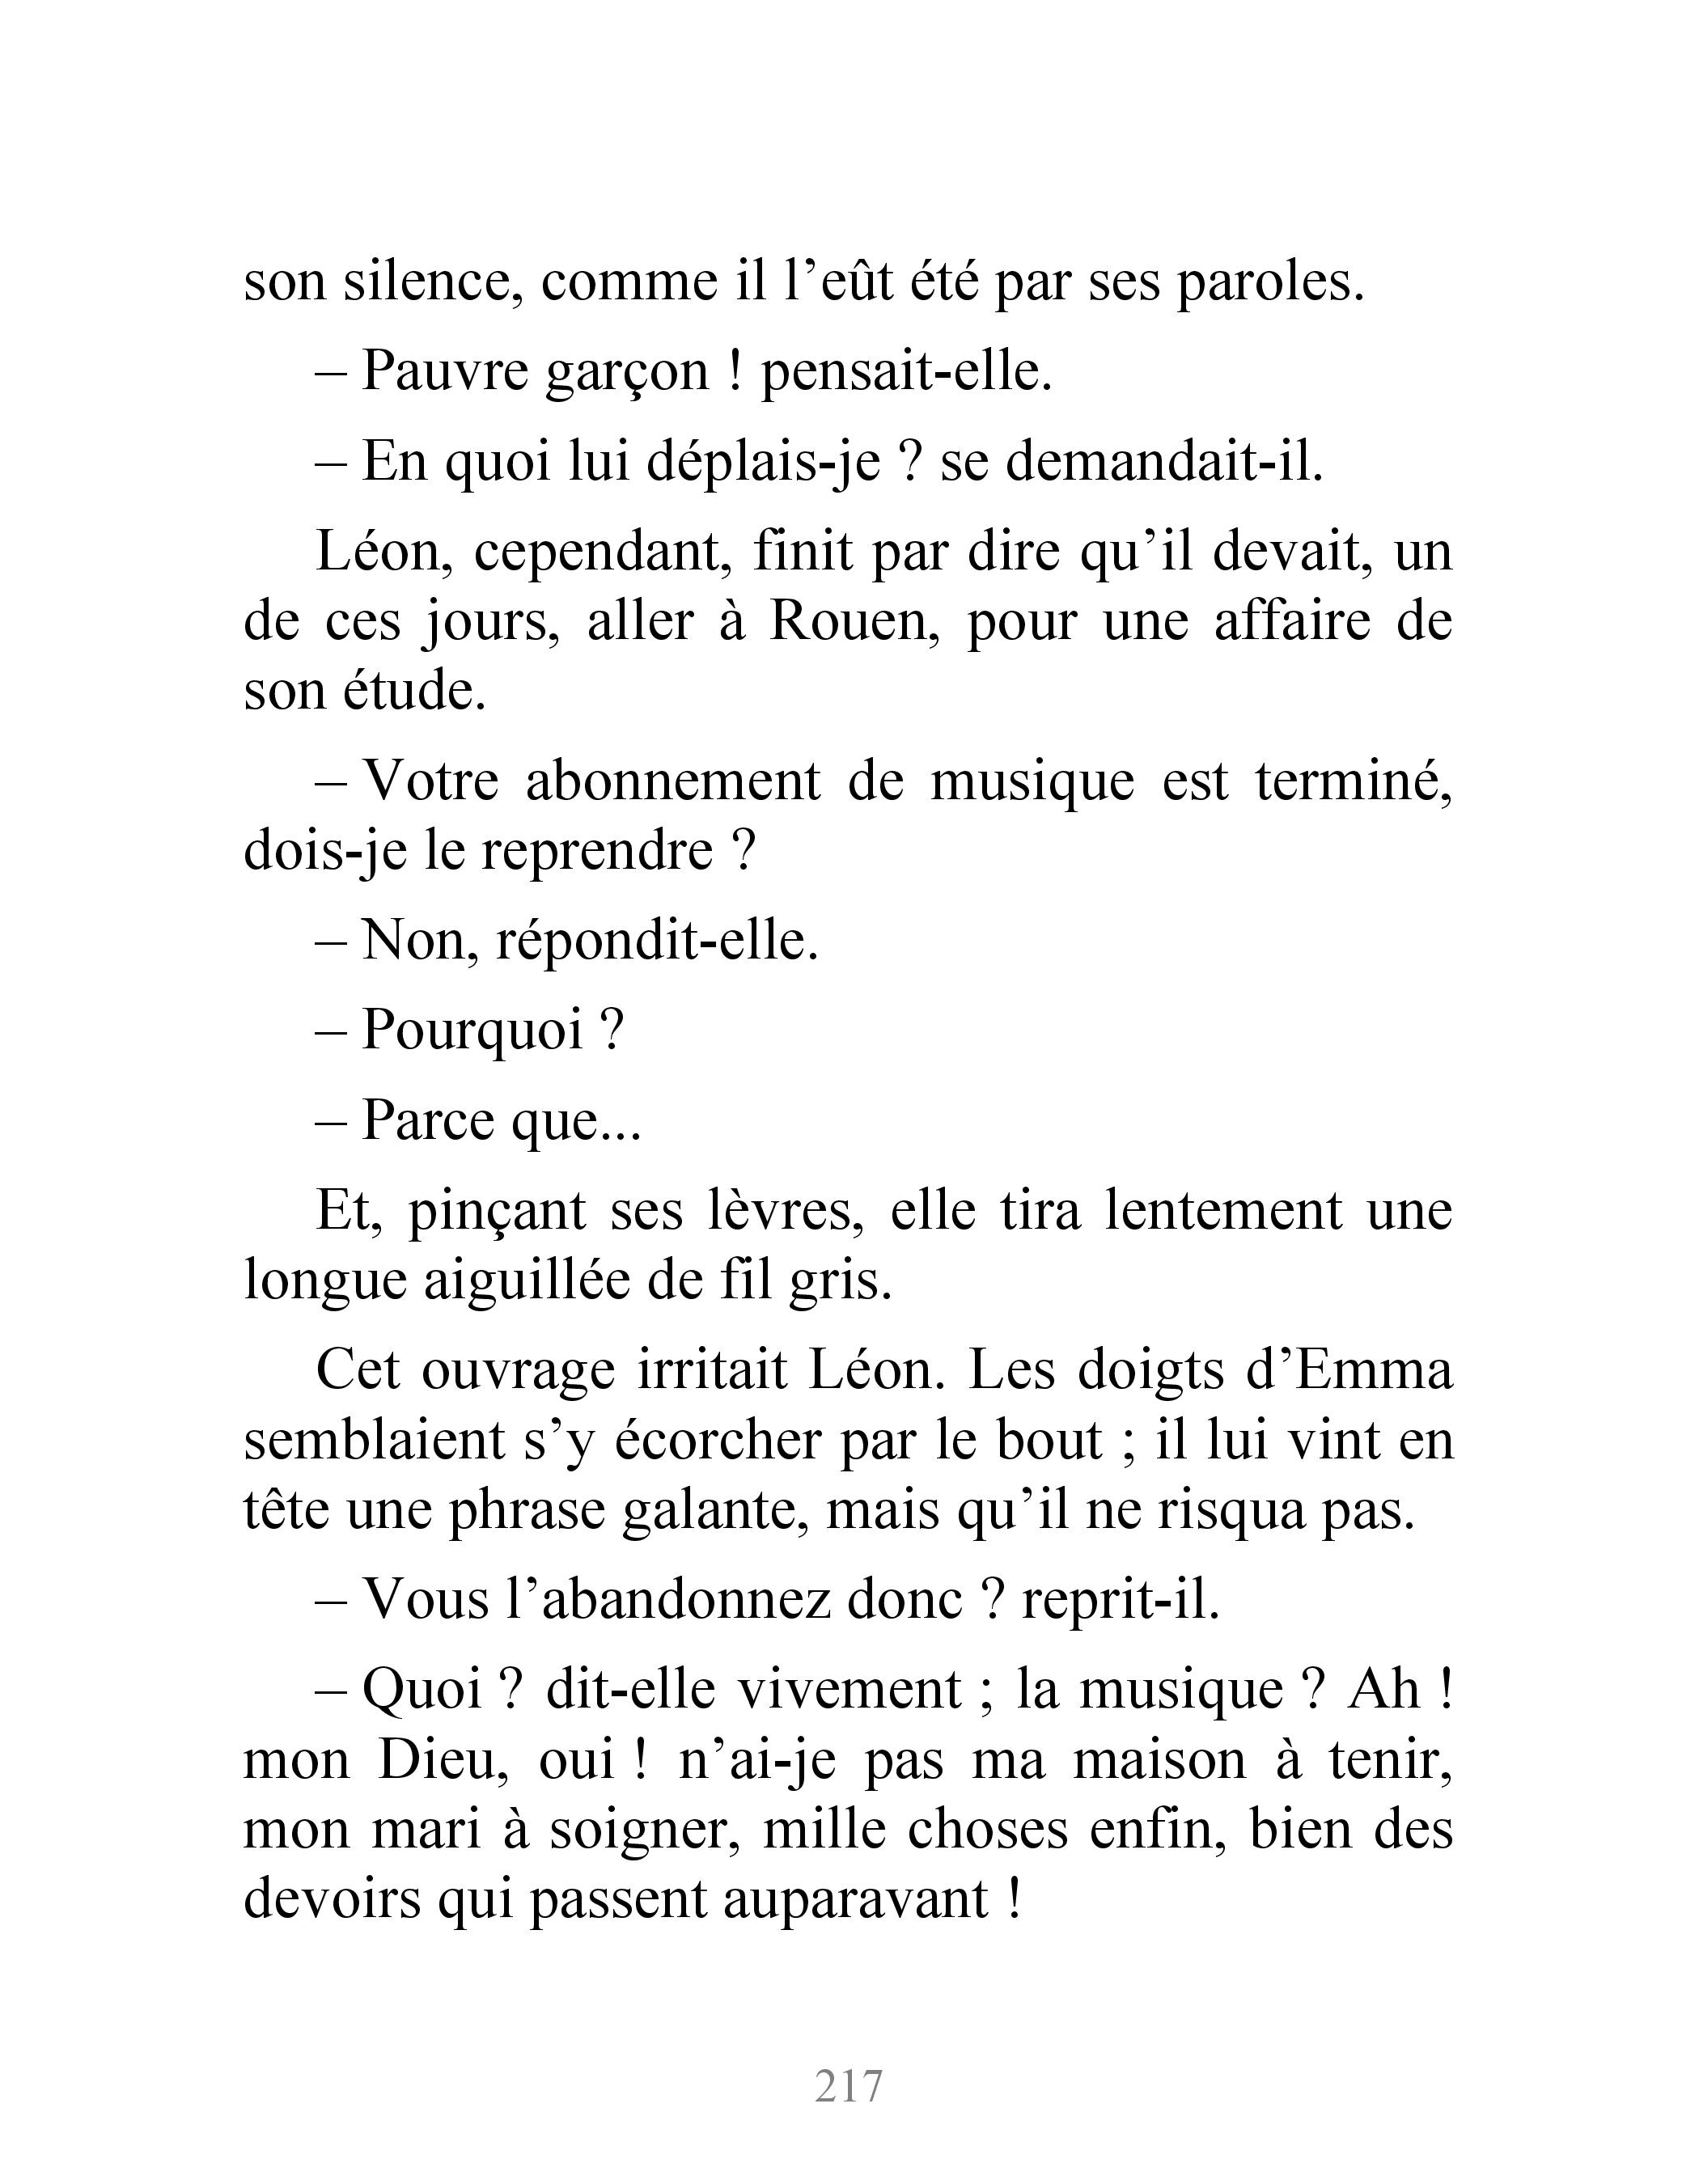 son silence, comme il l’eût été par ses paroles.
– Pauvre garçon ! pensait-elle.
– En quoi lui déplais-je ? se demandait-il.
Léon, cependant, finit par dire qu’il devait, un
de ces jours, aller à Rouen, pour une affaire de
son étude.
– Votre abonnement de musique est terminé,
dois-je le reprendre ?
– Non, répondit-elle.
– Pourquoi ?
– Parce que...
Et, pinçant ses lèvres, elle tira lentement une
longue aiguillée de fil gris.
Cet ouvrage irritait Léon. Les doigts d’Emma
semblaient s’y écorcher par le bout ; il lui vint en
tête une phrase galante, mais qu’il ne risqua pas.
– Vous l’abandonnez donc ? reprit-il.
– Quoi ? dit-elle vivement ; la musique ? Ah !
mon Dieu, oui ! n’ai-je pas ma maison à tenir,
mon mari à soigner, mille choses enfin, bien des
devoirs qui passent auparavant !
217